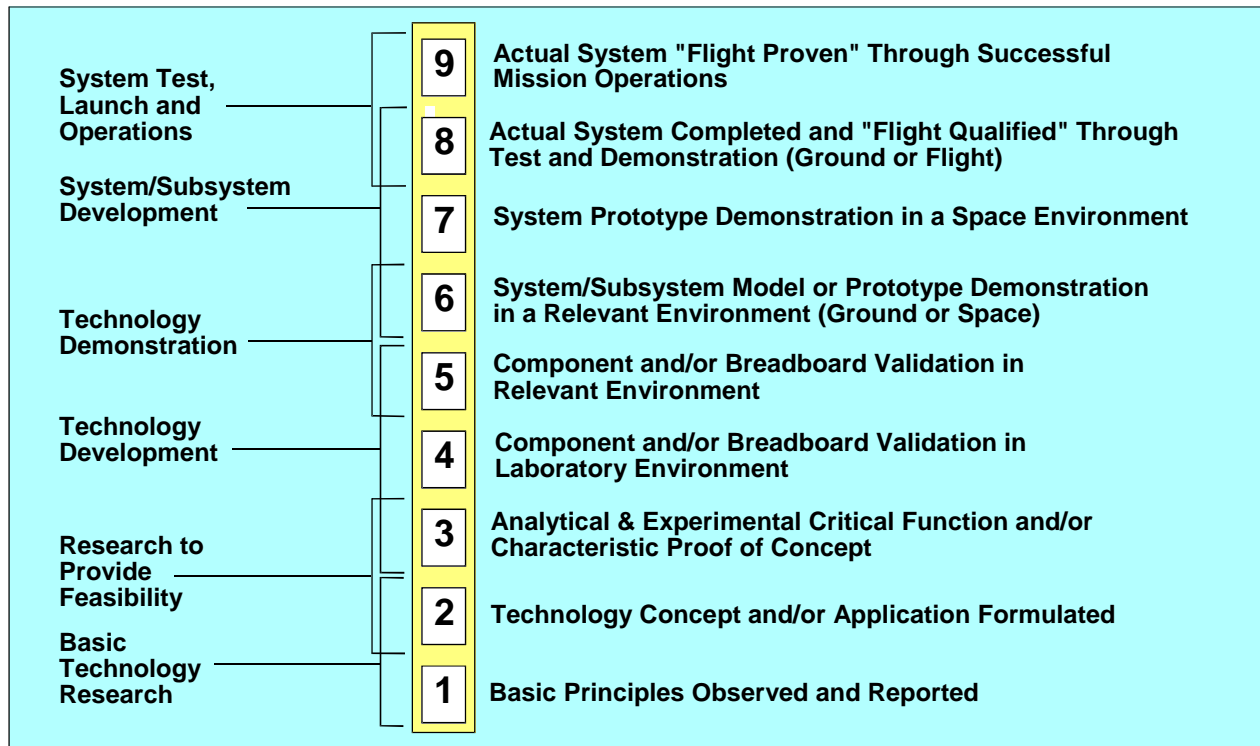 System Test,
Launch and
Operations
System/Subsystem
Development
Technology
Demonstration
Technology
Development
Research to
Provide
Feasibility
Basic
Technology
Research
9
Actual System "Flight Proven" Through Successful
Mission Operations
8
Actual System Completed and "Flight Qualified" Through
Test and Demonstration (Ground or Flight)
7
System Prototype Demonstration in a Space Environment
6
System/Subsystem Model or Prototype Demonstration
in a Relevant Environment (Ground or Space)
5
Component and/or Breadboard Validation in
Relevant Environment
4
Component and/or Breadboard Validation in
Laboratory Environment
3
Analytical & Experimental Critical Function and/or
Characteristic Proof of Concept
2
Technology Concept and/or Application Formulated
1
Basic Principles Observed and Reported